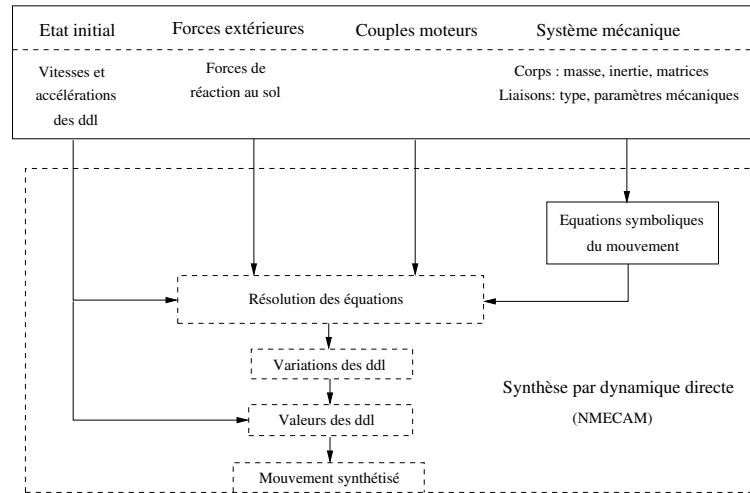 Etat initial
Forces extérieures
Couples moteurs
Système mécanique
Vitesses et
accélérations
des ddl
Forces de
réaction au sol
Corps : masse, inertie, matrices
Liaisons: type, paramètres mécaniques
Equations symboliques
du mouvement
Résolution des équations
Variations des ddl
Valeurs des ddl
Mouvement synthétisé
Synthèse par dynamique directe
(NMECAM)